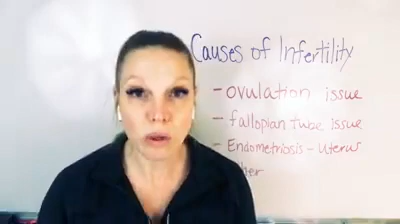 Causes of Infertility
- ovulation issue
- fallopian tube issue
- Endometriosis - Uterus